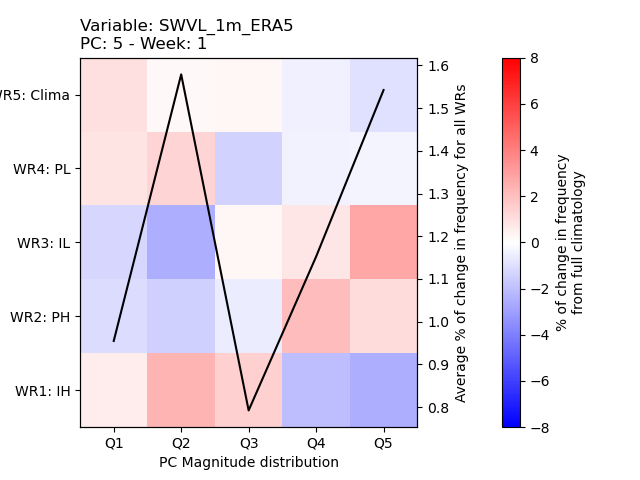 Variable: SWVL_1m_ERA5
PC: 5 - Week: 1
WR5: Clima
WR4: PL
WR3: IL
WR2: PH
WR1: IH
Q1 Q2 Q3 Q4 Q5
PC Magnitude distribution
1.6
1.5
1.4
1.3
1.2
1.1
1.0
0.9
0.8
Average % of change in frequency for all WRs
8
6
4
2
0
−2
−4
−6
−8
% of change in frequency
from full climatology